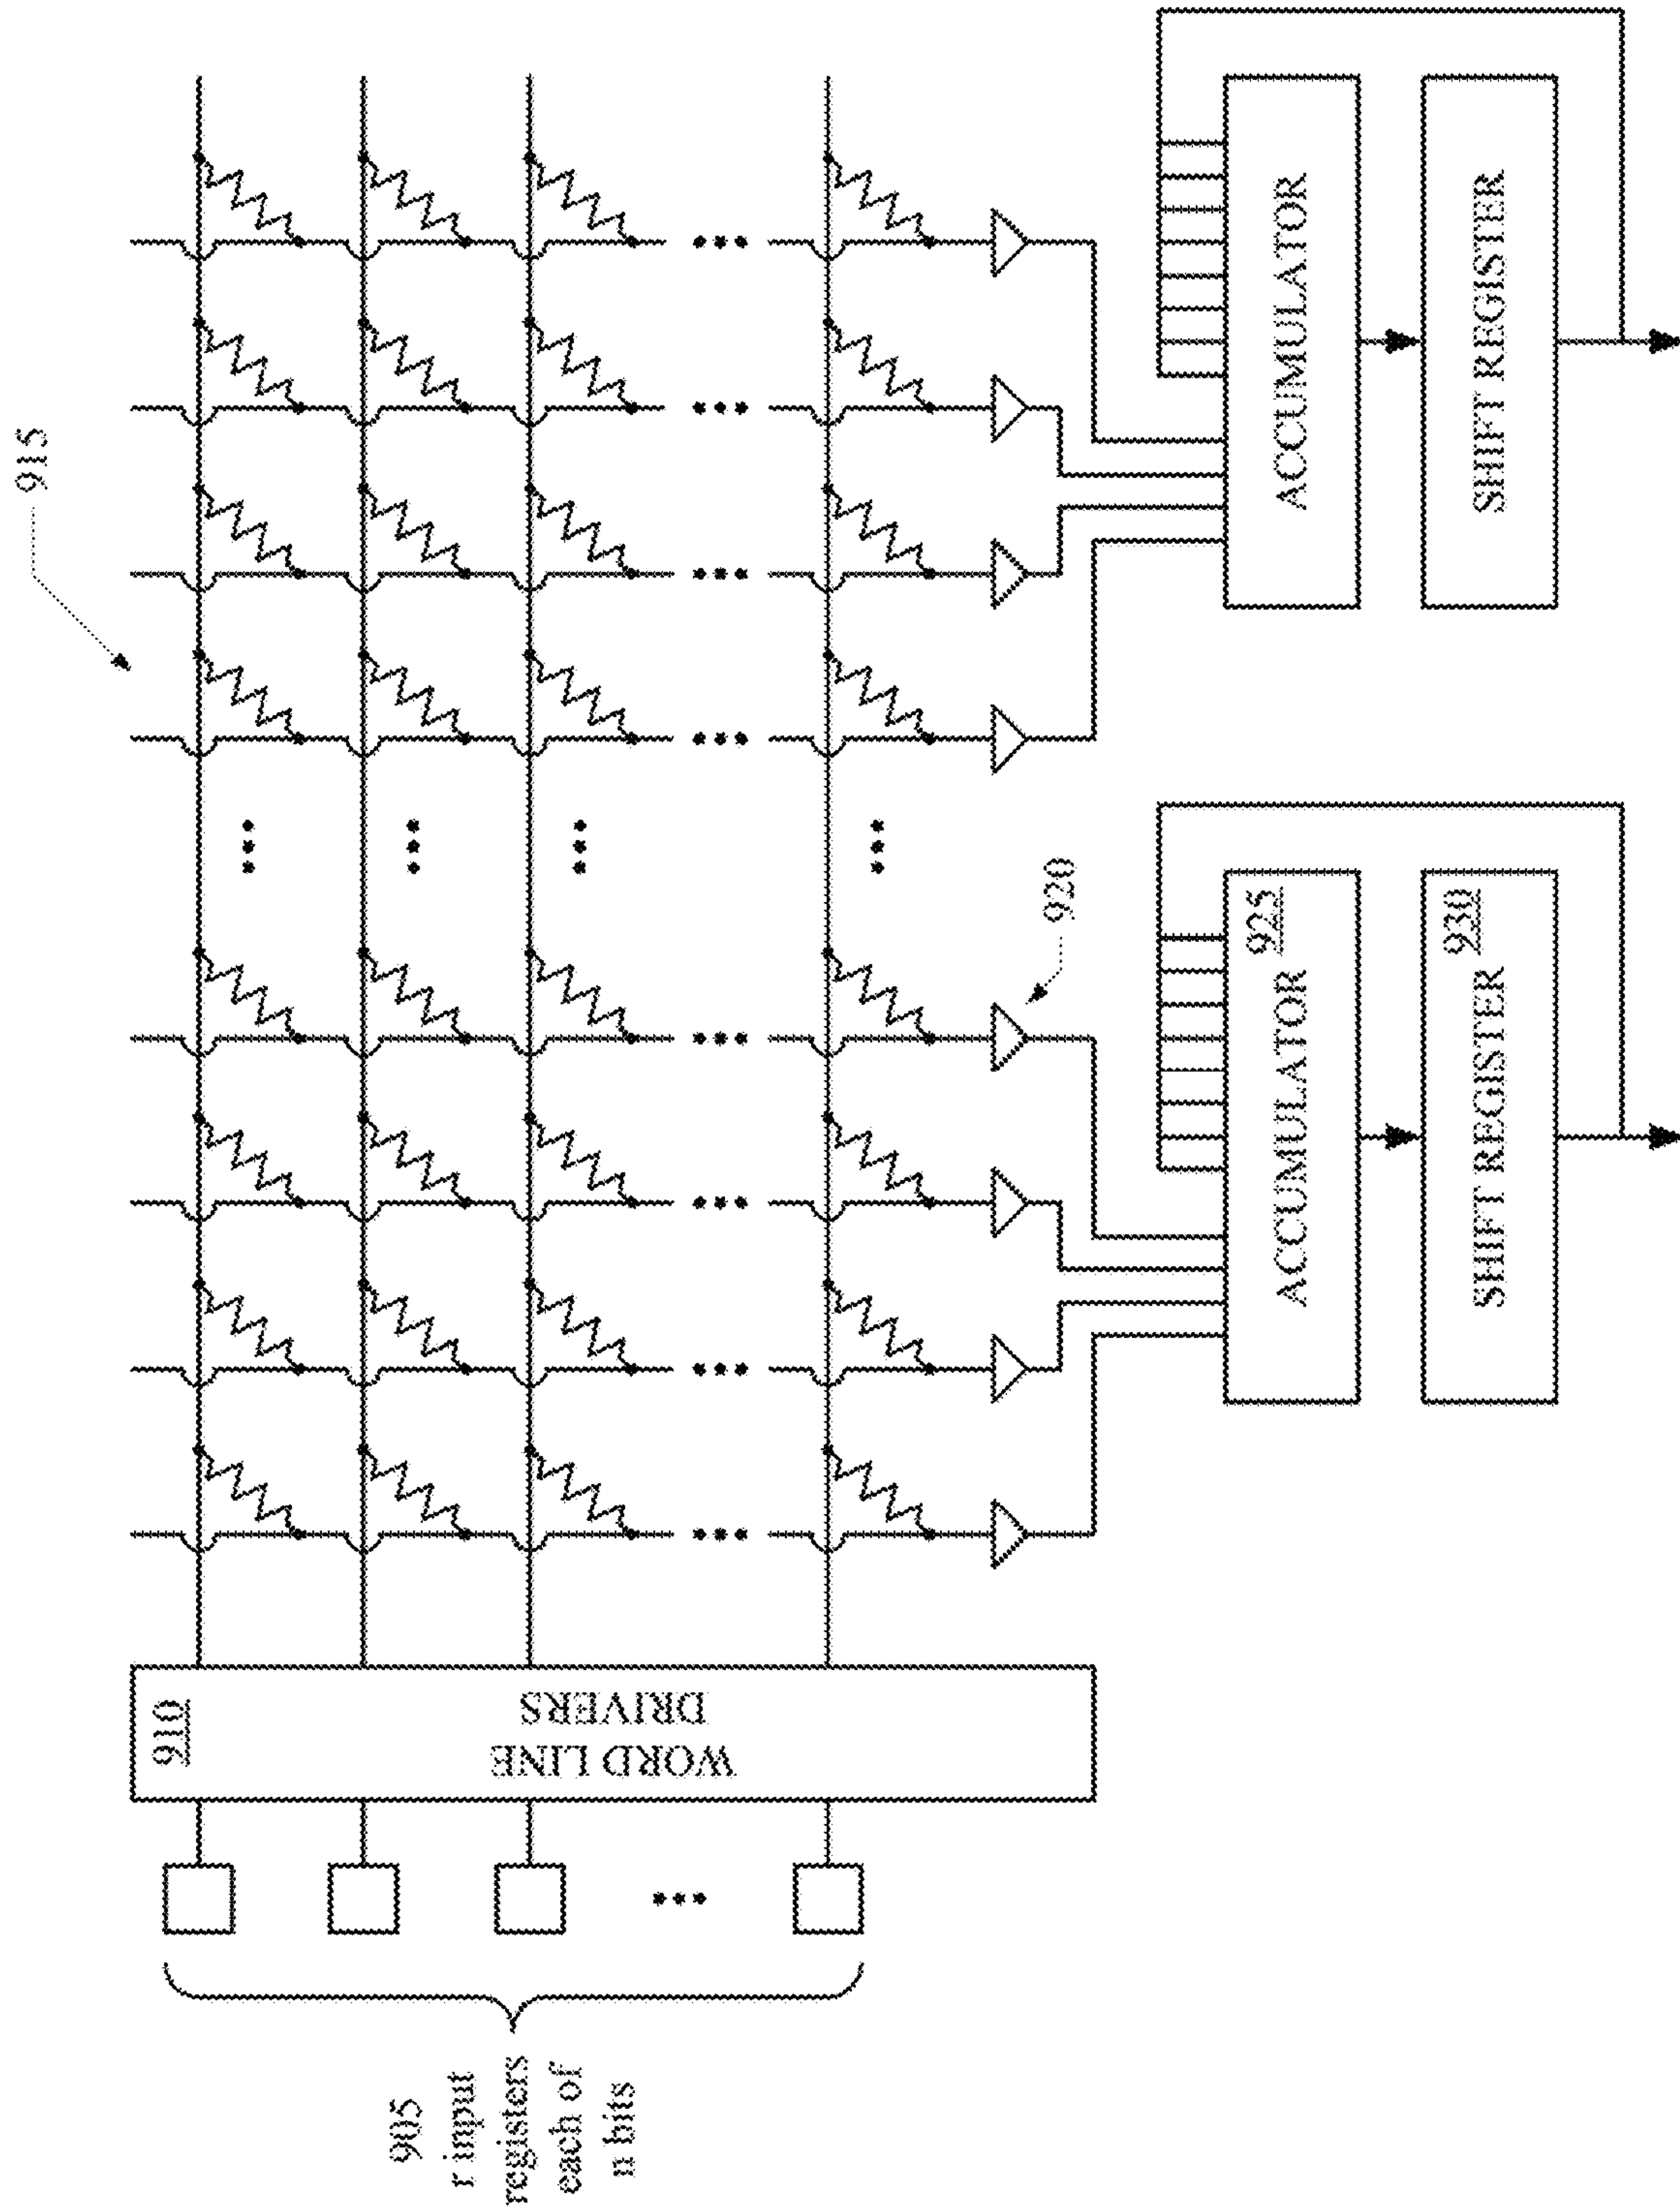 915
905
r input
registers
each of
n bits
910
WORD LINE
DRIVERS
920
ACCUMULATOR
925
SHIFT REGISTER
930
ACCUMULATOR
SHIFT REGISTER